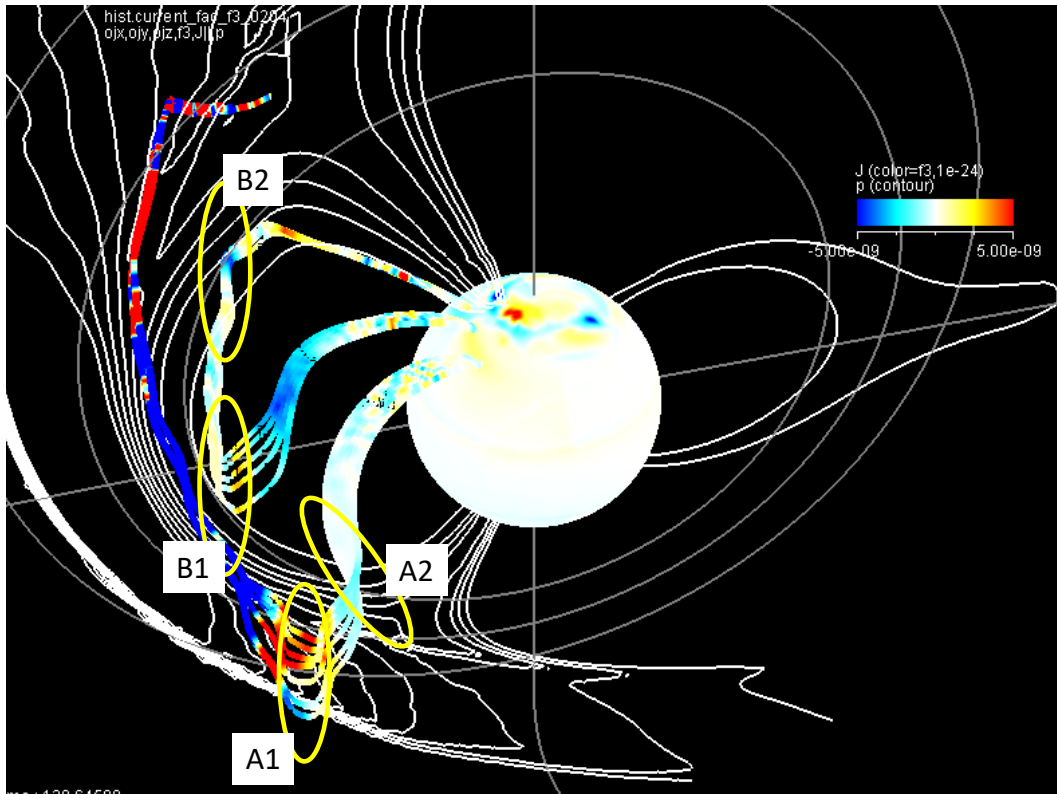 hist.current_fac_f3_0204
ojx,ojy,ojz,f3,J||,p
B2
J (color=f3,1e-24)
p (contour)
-5.00e-09
5.00e-09
B1
A2
A1